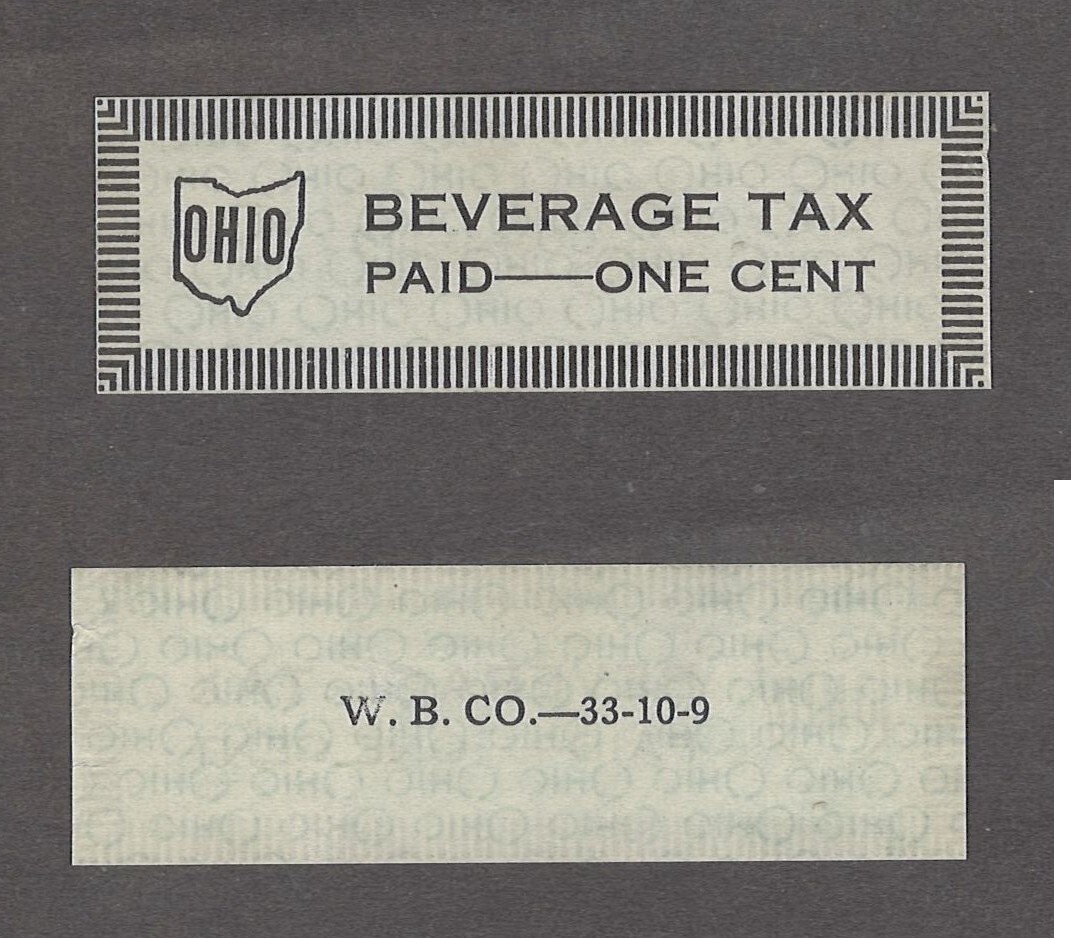 OHIO
BEVERAGE TAX
PAID——ONE CENT
W. B. CO.—33-10-9